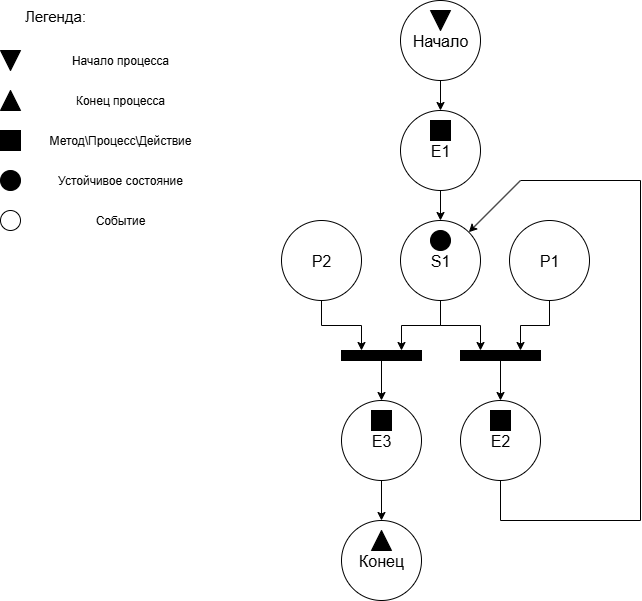 Легенда:
Начало процесса
Конец процесса
Метод\Процесс\Действие
Устойчивое состояние
Событие
Начало
E1
P2
S1
P1
E3
E2
Конец